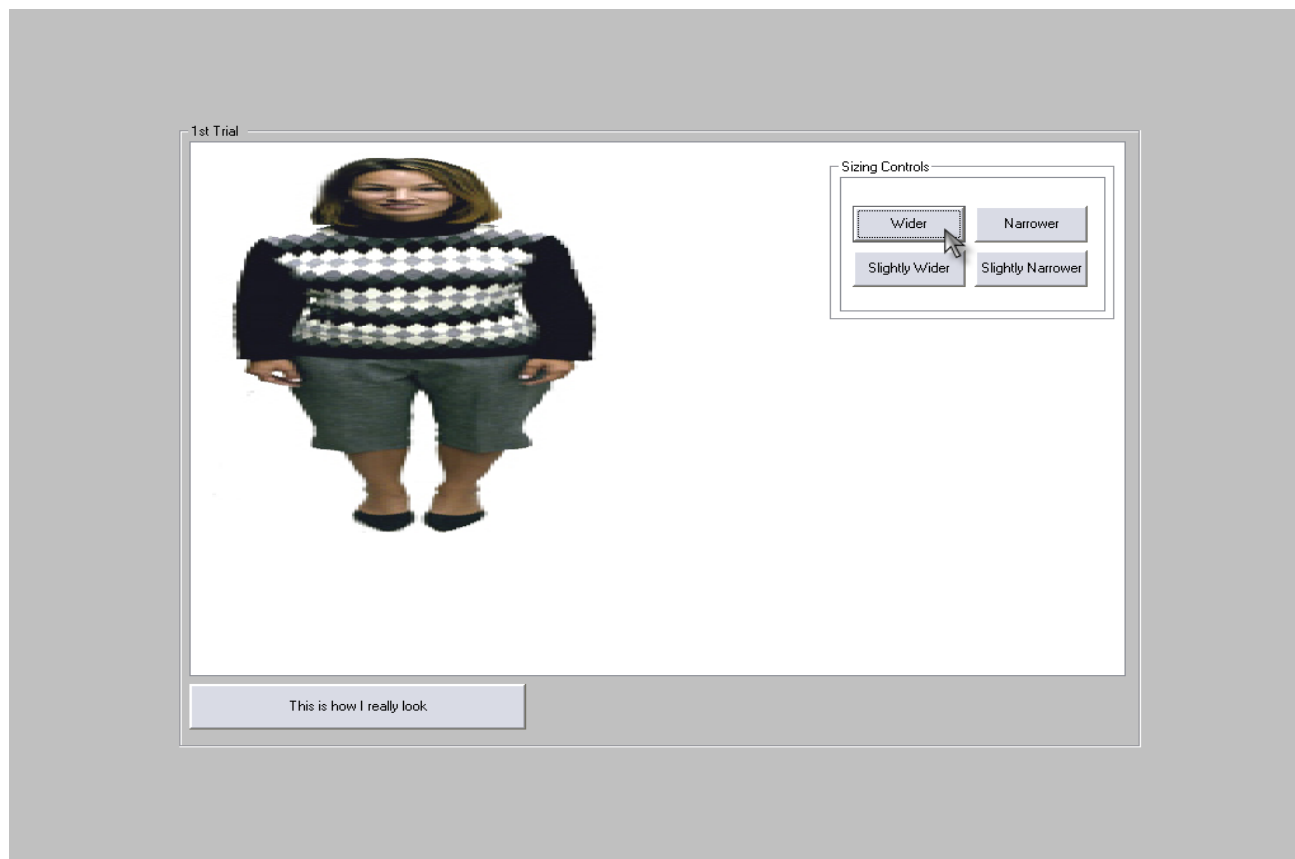 1st Trial
Sizing Controls
Wider
Narrower
Slightly Wider
Slightly Narrower
This is how I really look